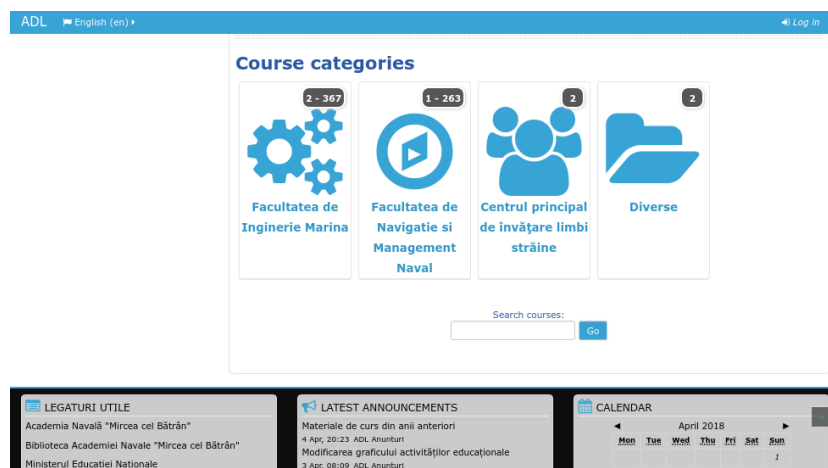 ADL English (en) Log in
Course categories
2 - 367
1 - 263
2
2
Facultatea de
Inginerie Marina
Facultatea de
Navigatie si
Management
Naval
Centrul principal
de învăţare limbi
străine
Diverse
Search courses:
Go
LEGATURI UTILE
Academia Navală "Mircea cel Bătrân"
Biblioteca Academiei Navale "Mircea cel Bătrân"
Ministerul Educatiei Nationale
LATEST ANNOUNCEMENTS
Materiale de curs din anii anteriori
4 Apr, 20:23 ADL Anunturi
Modificarea graficului activităților educaționale
3 Apr, 08:09 ADL Anunturi
CALENDAR
◄ April 2018 ►
Mon Tue Wed Thu Fri Sat Sun
1